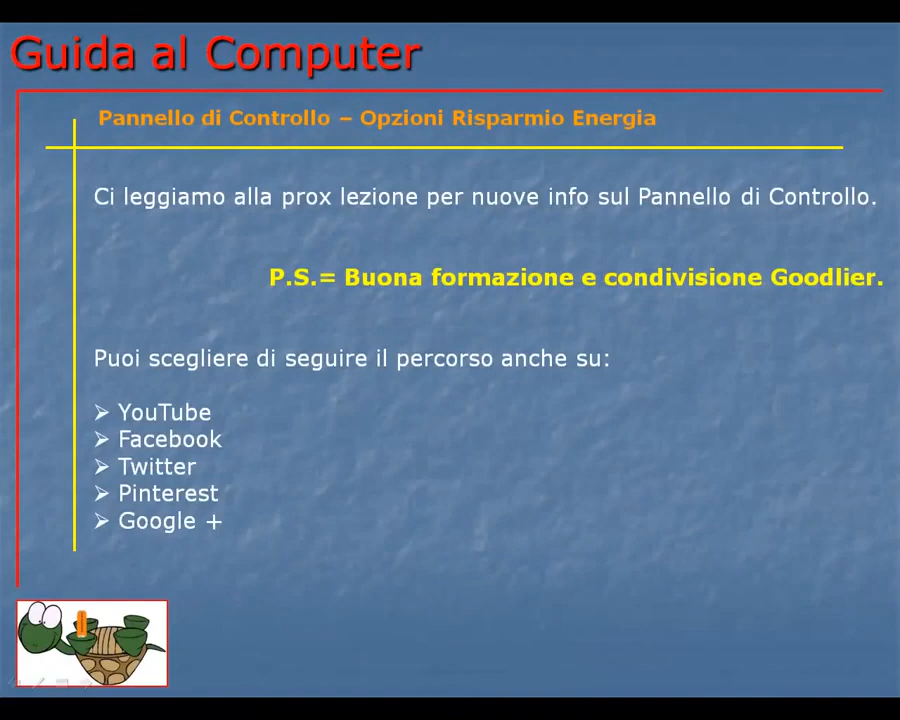 Guida al Computer
Pannello di Controllo – Opzioni Risparmio Energia
Ci leggiamo alla prox lezione per nuove info sul Pannello di Controllo.
P.S.= Buona formazione e condivisione Goodlier.
Puoi scegliere di seguire il percorso anche su:
➢ YouTube
➢ Facebook
➢ Twitter
➢ Pinterest
➢ Google +